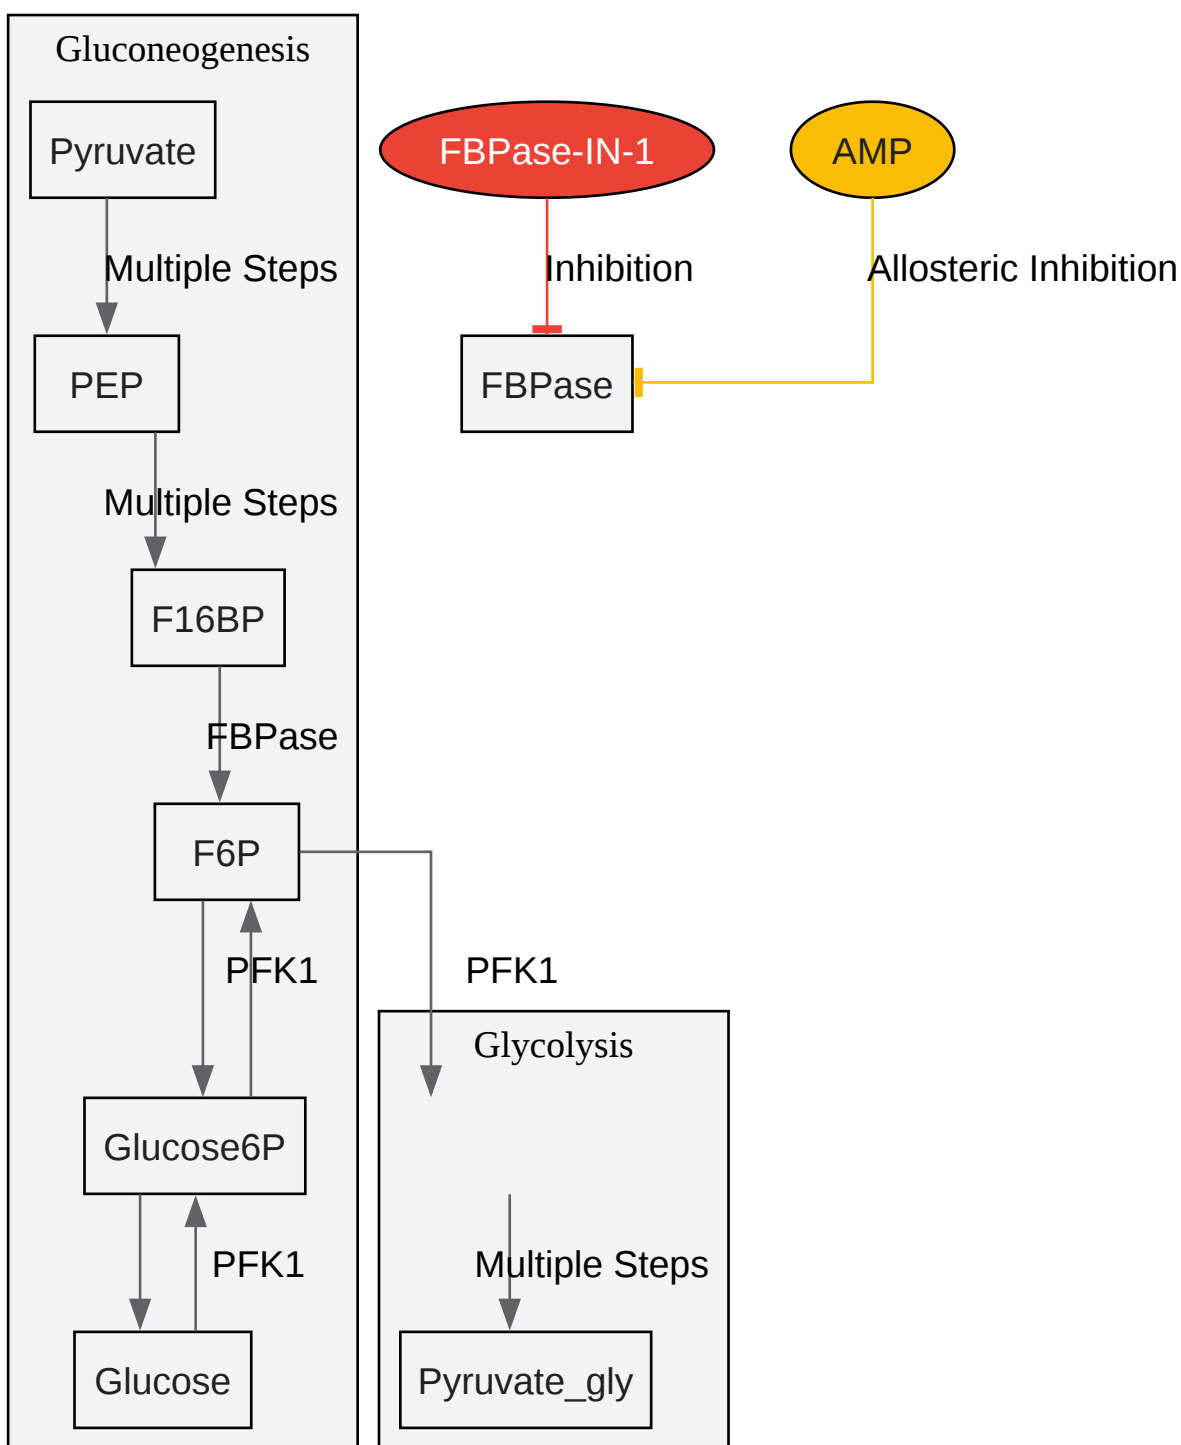 Gluconeogenesis
Pyruvate
FBPase-IN-1
AMP
Multiple Steps
Inhibition
Allosteric Inhibition
PEP
FBPase
Multiple Steps
F16BP
FBPase
F6P
PFK1
PFK1
Glycolysis
Glucose6P
PFK1
Multiple Steps
Glucose
Pyruvate_gly